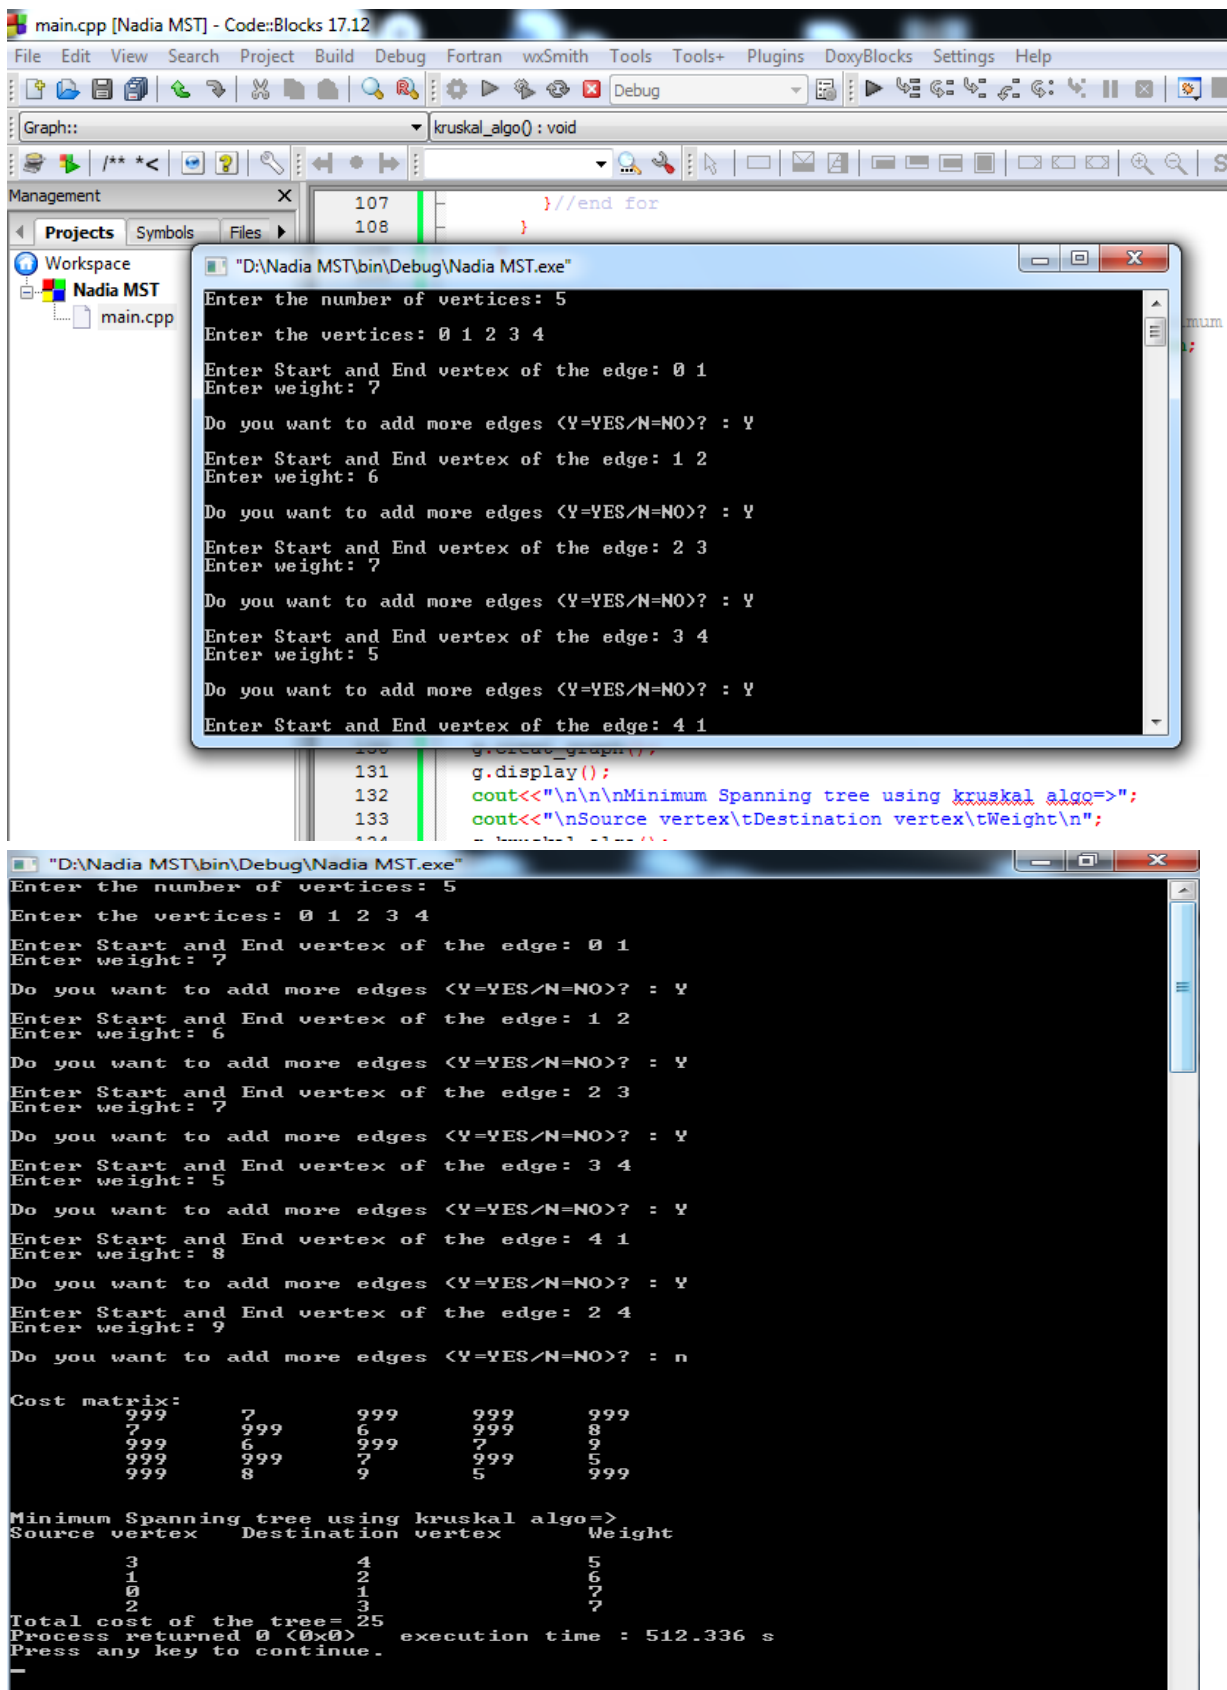 main.cpp [Nadia MST] - Code::Blocks 17.12
File Edit View Search Project Build Debug Fortran wxSmith Tools Tools+ Plugins DoxyBlocks Settings Help
Debug
Graph:: kruskal_algo() : void
/** *<
Management X
Projects Symbols Files
Workspace
Nadia MST
main.cpp
107 }//end for
108 }
"D:\Nadia MST\bin\Debug\Nadia MST.exe"
Enter the number of vertices: 5
Enter the vertices: 0 1 2 3 4
Enter Start and End vertex of the edge: 0 1
Enter weight: 7
Do you want to add more edges (Y=YES/N=NO)? : Y
Enter Start and End vertex of the edge: 1 2
Enter weight: 6
Do you want to add more edges (Y=YES/N=NO)? : Y
Enter Start and End vertex of the edge: 2 3
Enter weight: 7
Do you want to add more edges (Y=YES/N=NO)? : Y
Enter Start and End vertex of the edge: 3 4
Enter weight: 5
Do you want to add more edges (Y=YES/N=NO)? : Y
Enter Start and End vertex of the edge: 4 1
130 g.creat_graph();
131 g.display();
132 cout<<"\n\n\nMinimum Spanning tree using kruskal algo=>";
133 cout<<"\nSource vertex\tDestination vertex\tWeight\n";
"D:\Nadia MST\bin\Debug\Nadia MST.exe"
Enter the number of vertices: 5
Enter the vertices: 0 1 2 3 4
Enter Start and End vertex of the edge: 0 1
Enter weight: 7
Do you want to add more edges (Y=YES/N=NO)? : Y
Enter Start and End vertex of the edge: 1 2
Enter weight: 6
Do you want to add more edges (Y=YES/N=NO)? : Y
Enter Start and End vertex of the edge: 2 3
Enter weight: 7
Do you want to add more edges (Y=YES/N=NO)? : Y
Enter Start and End vertex of the edge: 3 4
Enter weight: 5
Do you want to add more edges (Y=YES/N=NO)? : Y
Enter Start and End vertex of the edge: 4 1
Enter weight: 8
Do you want to add more edges (Y=YES/N=NO)? : Y
Enter Start and End vertex of the edge: 2 4
Enter weight: 9
Do you want to add more edges (Y=YES/N=NO)? : n
Cost matrix:
999 7 999 999 999
7 999 6 999 8
999 6 999 7 9
999 999 7 999 5
999 8 9 5 999
Minimum Spanning tree using kruskal algo=>
Source vertex Destination vertex Weight
3 4 5
1 2 6
0 1 7
2 3 7
Total cost of the tree= 25
Process returned 0 (0x0) execution time : 512.336 s
Press any key to continue.